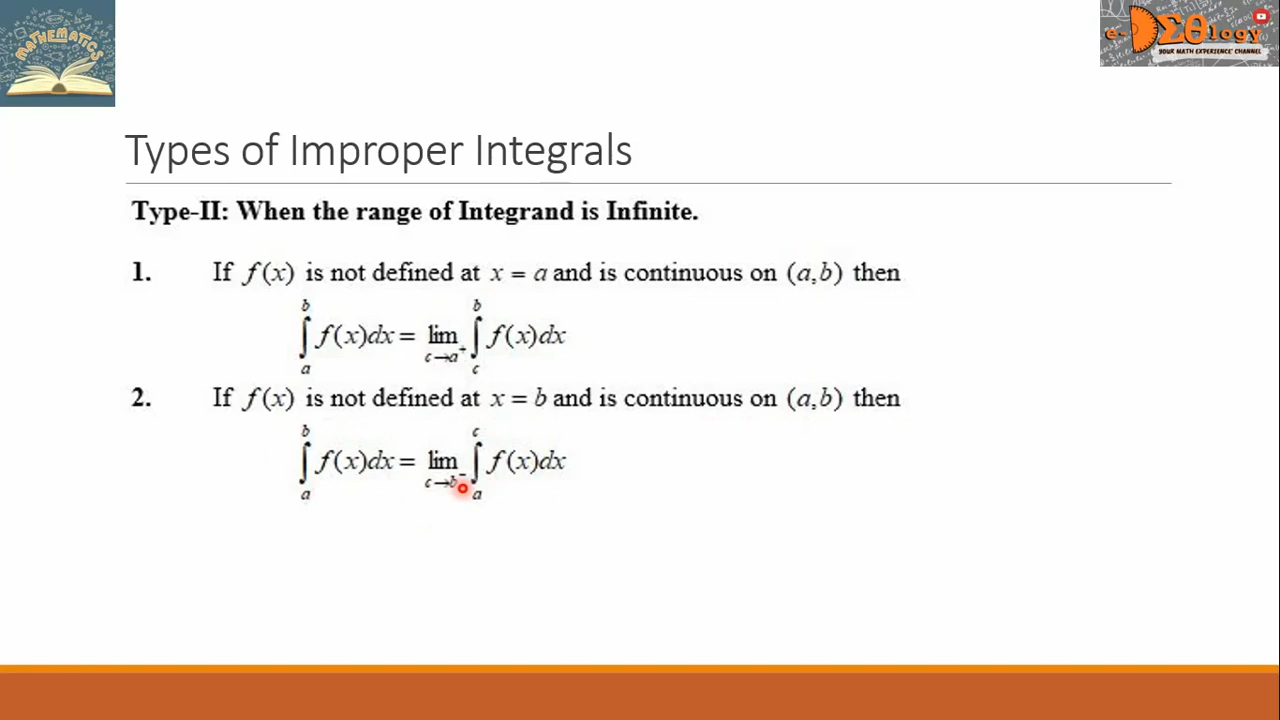 MATHEMATICS
e-DΣθlogy
YOUR MATH EXPERIENCE CHANNEL
Types of Improper Integrals
Type-II: When the range of Integrand is Infinite.
1. If f(x) is not defined at x = a and is continuous on (a,b) then
∫_a^b f(x)dx = lim_{c→a⁺} ∫_c^b f(x)dx
2. If f(x) is not defined at x = b and is continuous on (a,b) then
∫_a^b f(x)dx = lim_{c→b⁻} ∫_a^c f(x)dx